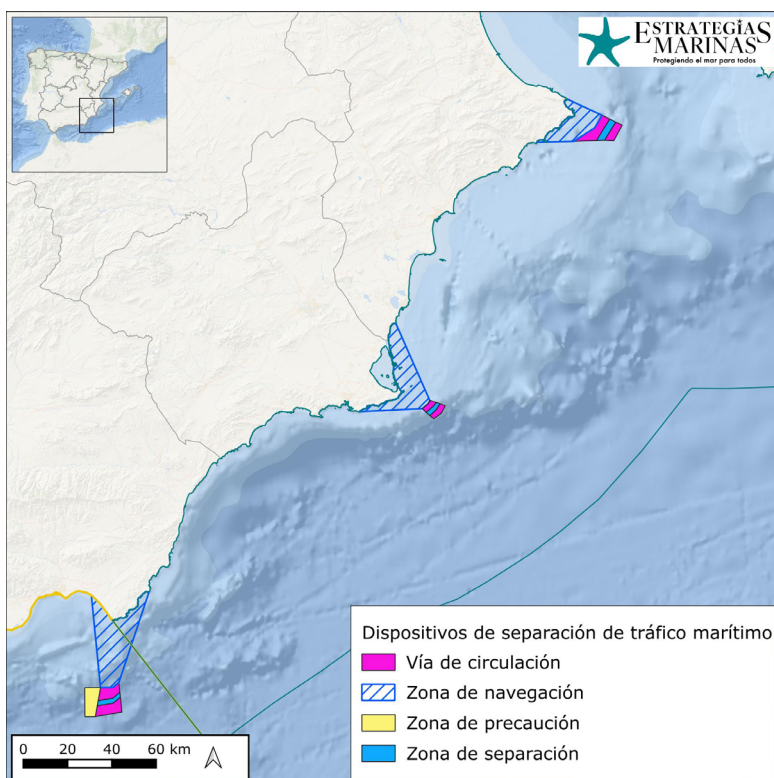 ESTRATEGIAS
MARINAS
Protegiendo el mar para todos
Dispositivos de separación de tráfico marítimo
Vía de circulación
Zona de navegación
Zona de precaución
Zona de separación
0 20 40 60 km